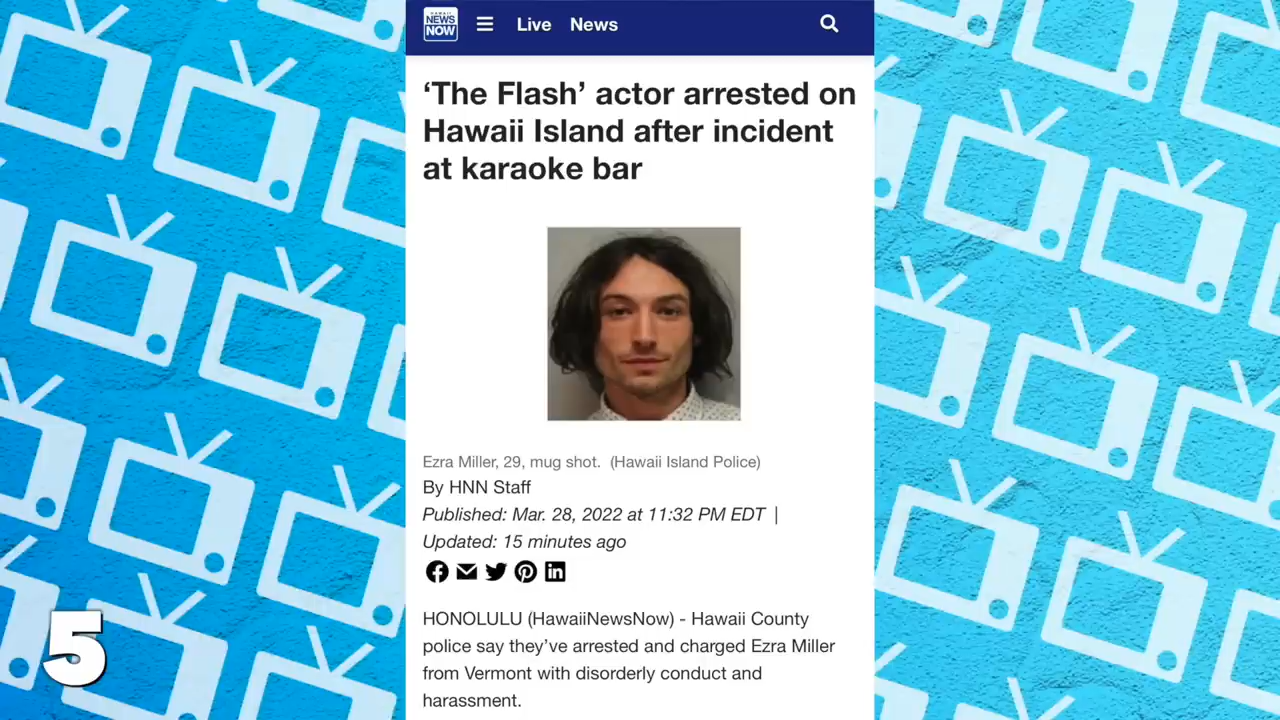 HAWAII
NEWS
NOW
Live News
‘The Flash’ actor arrested on
Hawaii Island after incident
at karaoke bar
Ezra Miller, 29, mug shot. (Hawaii Island Police)
By HNN Staff
Published: Mar. 28, 2022 at 11:32 PM EDT |
Updated: 15 minutes ago
HONOLULU (HawaiiNewsNow) - Hawaii County
police say they’ve arrested and charged Ezra Miller
from Vermont with disorderly conduct and
harassment.
5